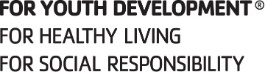 FOR YOUTH DEVELOPMENT®
FOR HEALTHY LIVING
FOR SOCIAL RESPONSIBILITY